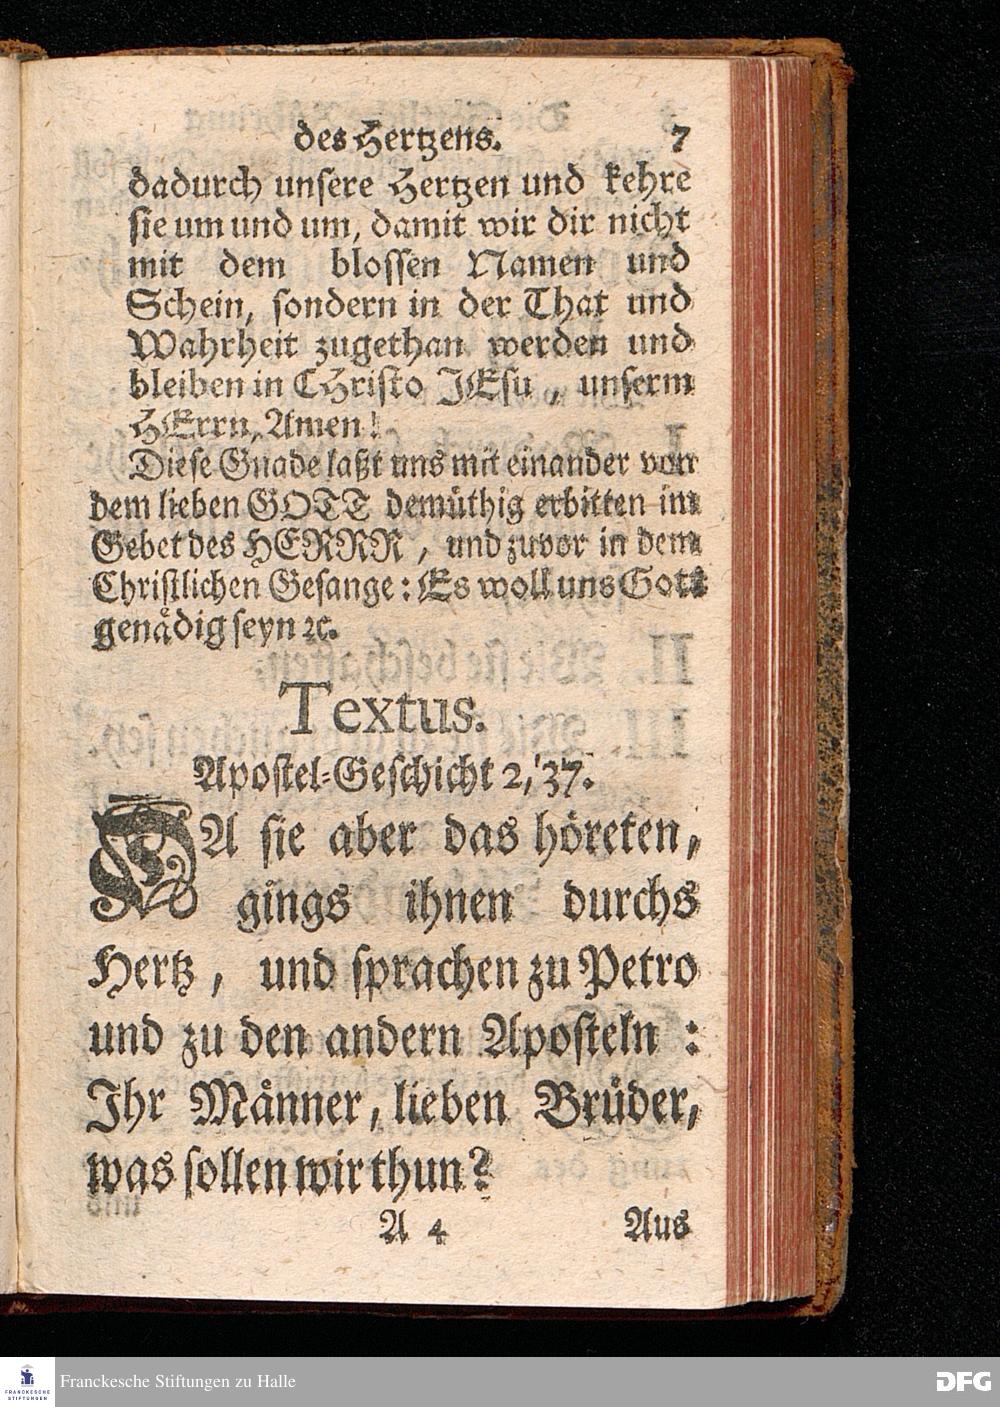 des Hertzens. 7
dadurch unsere Hertzen und kehre
sie um und um, damit wir dir nicht
mit dem blossen Namen und
Schein, sondern in der That und
Wahrheit zugethan werden und
bleiben in CHristo JEsu, unserm
HErrn, Amen!
Diese Gnade laßt uns mit einander von
dem lieben GOTT demüthig erbitten im
Gebet des HERRN, und zuvor in dem
Christlichen Gesange: Es woll uns Gott
genädig seyn ꝛc.
Textus.
Apostel-Geschicht 2, 37.
DA sie aber das höreten,
gings ihnen durchs
Hertz, und sprachen zu Petro
und zu den andern Aposteln:
Ihr Männer, lieben Brüder,
was sollen wir thun?
A 4 Aus
FRANCKESCHE
STIFTUNGEN
Franckesche Stiftungen zu Halle
DFG